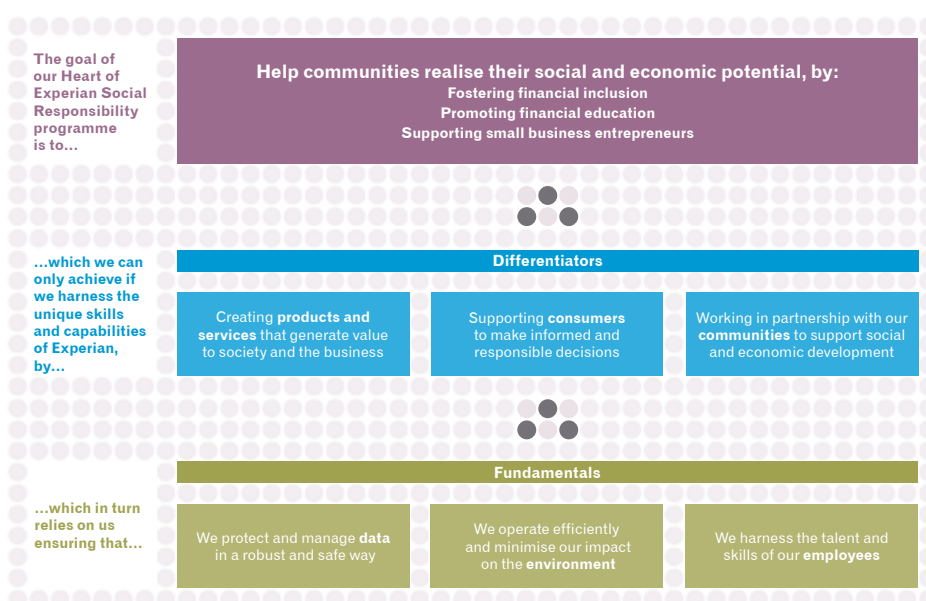 The goal of
our Heart of
Experian Social
Responsibility
programme
is to...
Help communities realise their social and economic potential, by:
Fostering financial inclusion
Promoting financial education
Supporting small business entrepreneurs
...which we can
only achieve if
we harness the
unique skills
and capabilities
of Experian,
by...
Differentiators
Creating products and
services that generate value
to society and the business
Supporting consumers
to make informed and
responsible decisions
Working in partnership with our
communities to support social
and economic development
...which in turn
relies on us
ensuring that...
Fundamentals
We protect and manage data
in a robust and safe way
We operate efficiently
and minimise our impact
on the environment
We harness the talent and
skills of our employees